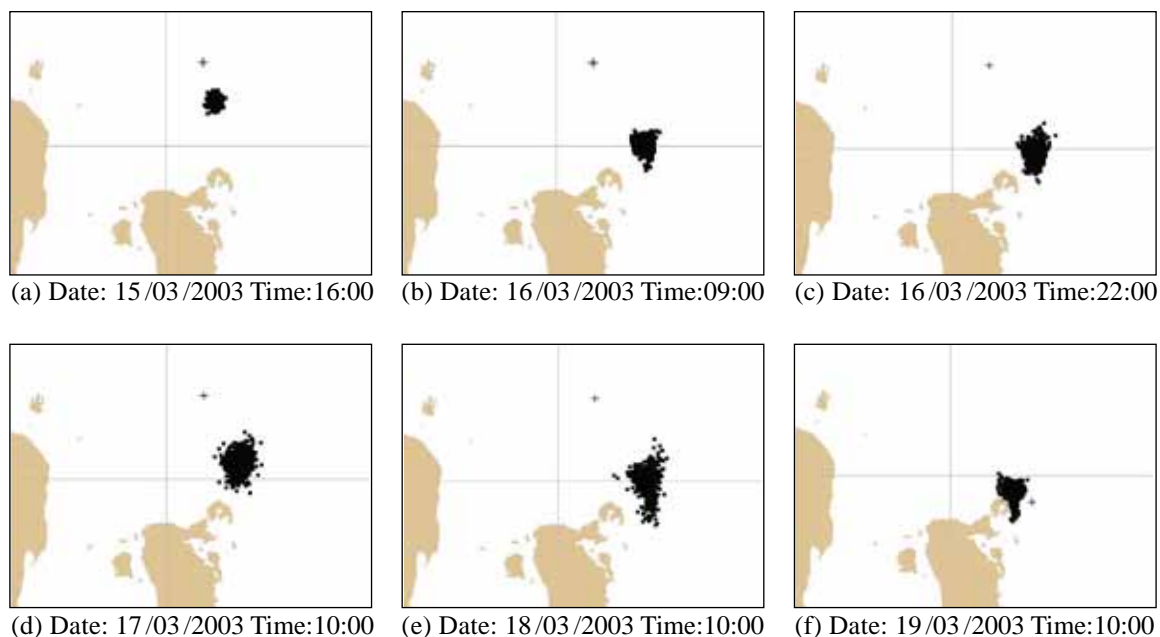 (a) Date: 15/03/2003 Time:16:00
(b) Date: 16/03/2003 Time:09:00
(c) Date: 16/03/2003 Time:22:00
(d) Date: 17/03/2003 Time:10:00
(e) Date: 18/03/2003 Time:10:00
(f) Date: 19/03/2003 Time:10:00